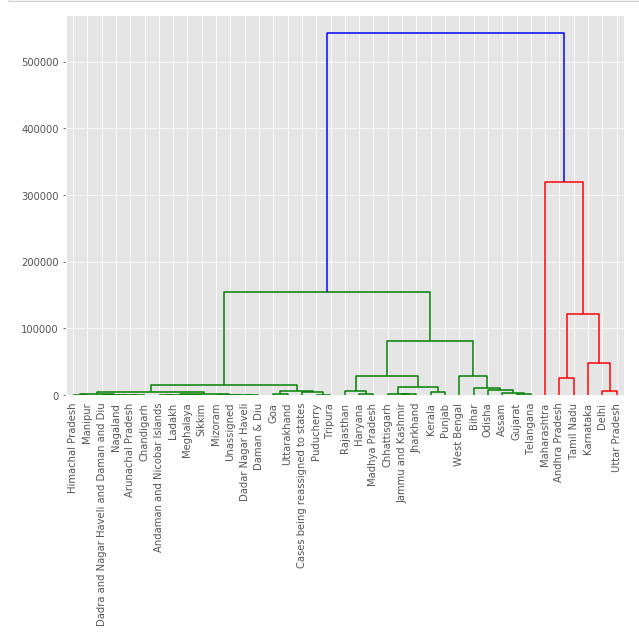 500000
400000
300000
200000
100000
0
Himachal Pradesh
Manipur
Dadra and Nagar Haveli and Daman and Diu
Nagaland
Arunachal Pradesh
Chandigarh
Andaman and Nicobar Islands
Ladakh
Meghalaya
Sikkim
Mizoram
Unassigned
Dadar Nagar Haveli
Daman & Diu
Goa
Uttarakhand
Cases being reassigned to states
Puducherry
Tripura
Rajasthan
Haryana
Madhya Pradesh
Chhattisgarh
Jammu and Kashmir
Jharkhand
Kerala
Punjab
West Bengal
Bihar
Odisha
Assam
Gujarat
Telangana
Maharashtra
Andhra Pradesh
Tamil Nadu
Karnataka
Delhi
Uttar Pradesh